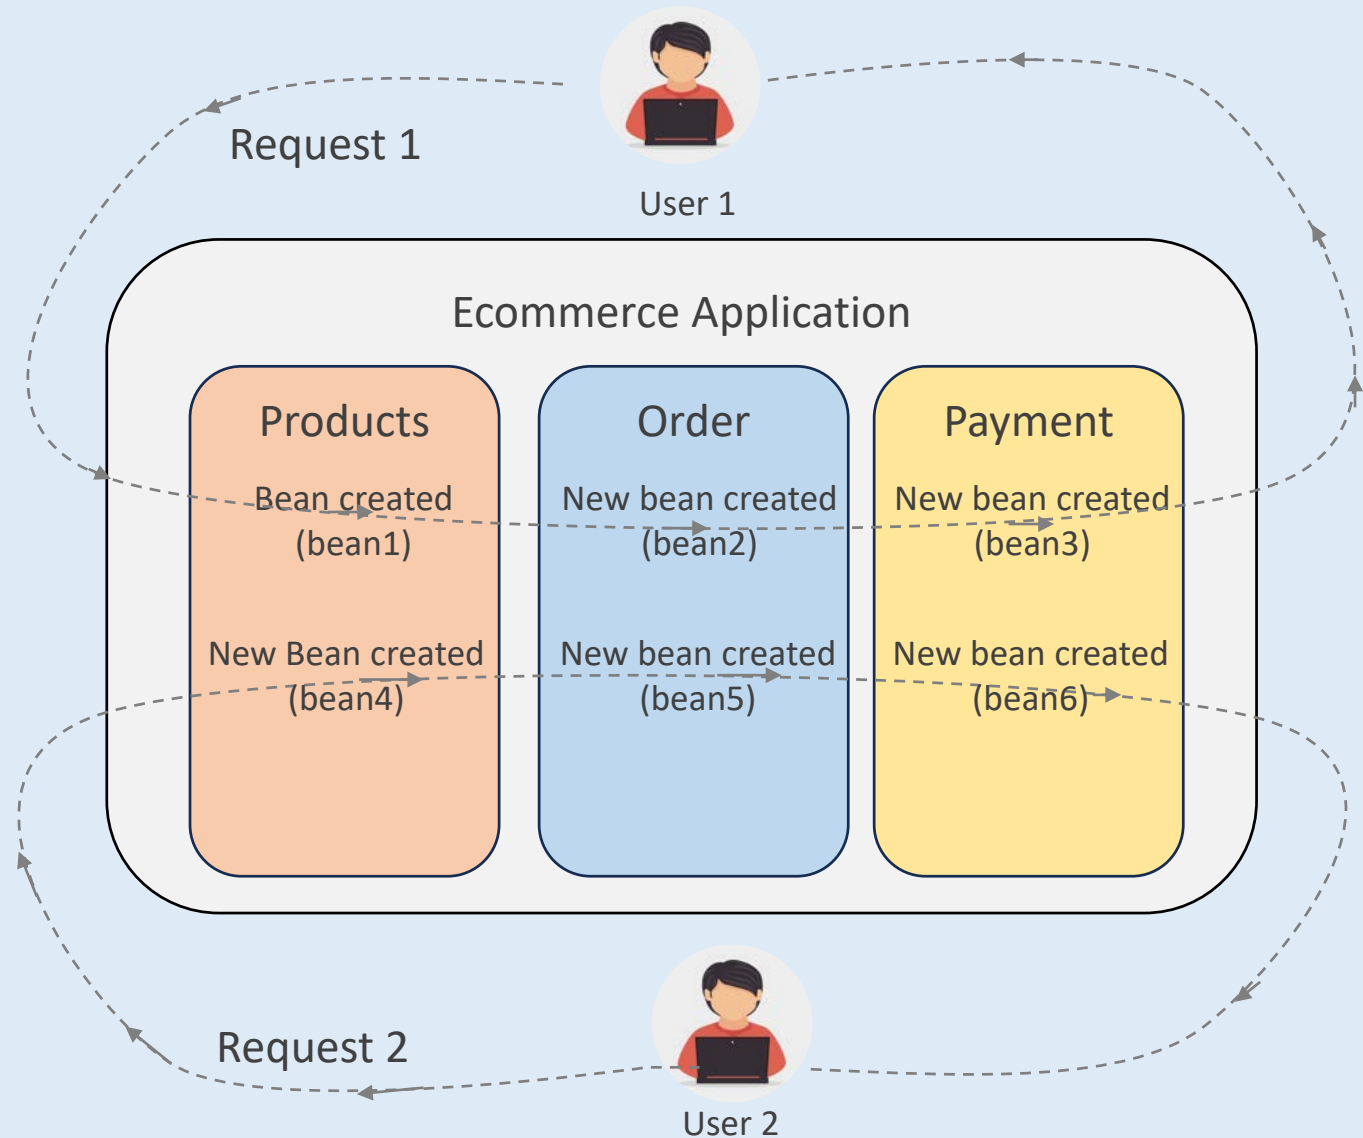 Request 1
User 1
Ecommerce Application
Products
Order
Payment
Bean created
(bean1)
New bean created
(bean2)
New bean created
(bean3)
New Bean created
(bean4)
New bean created
(bean5)
New bean created
(bean6)
Request 2
User 2